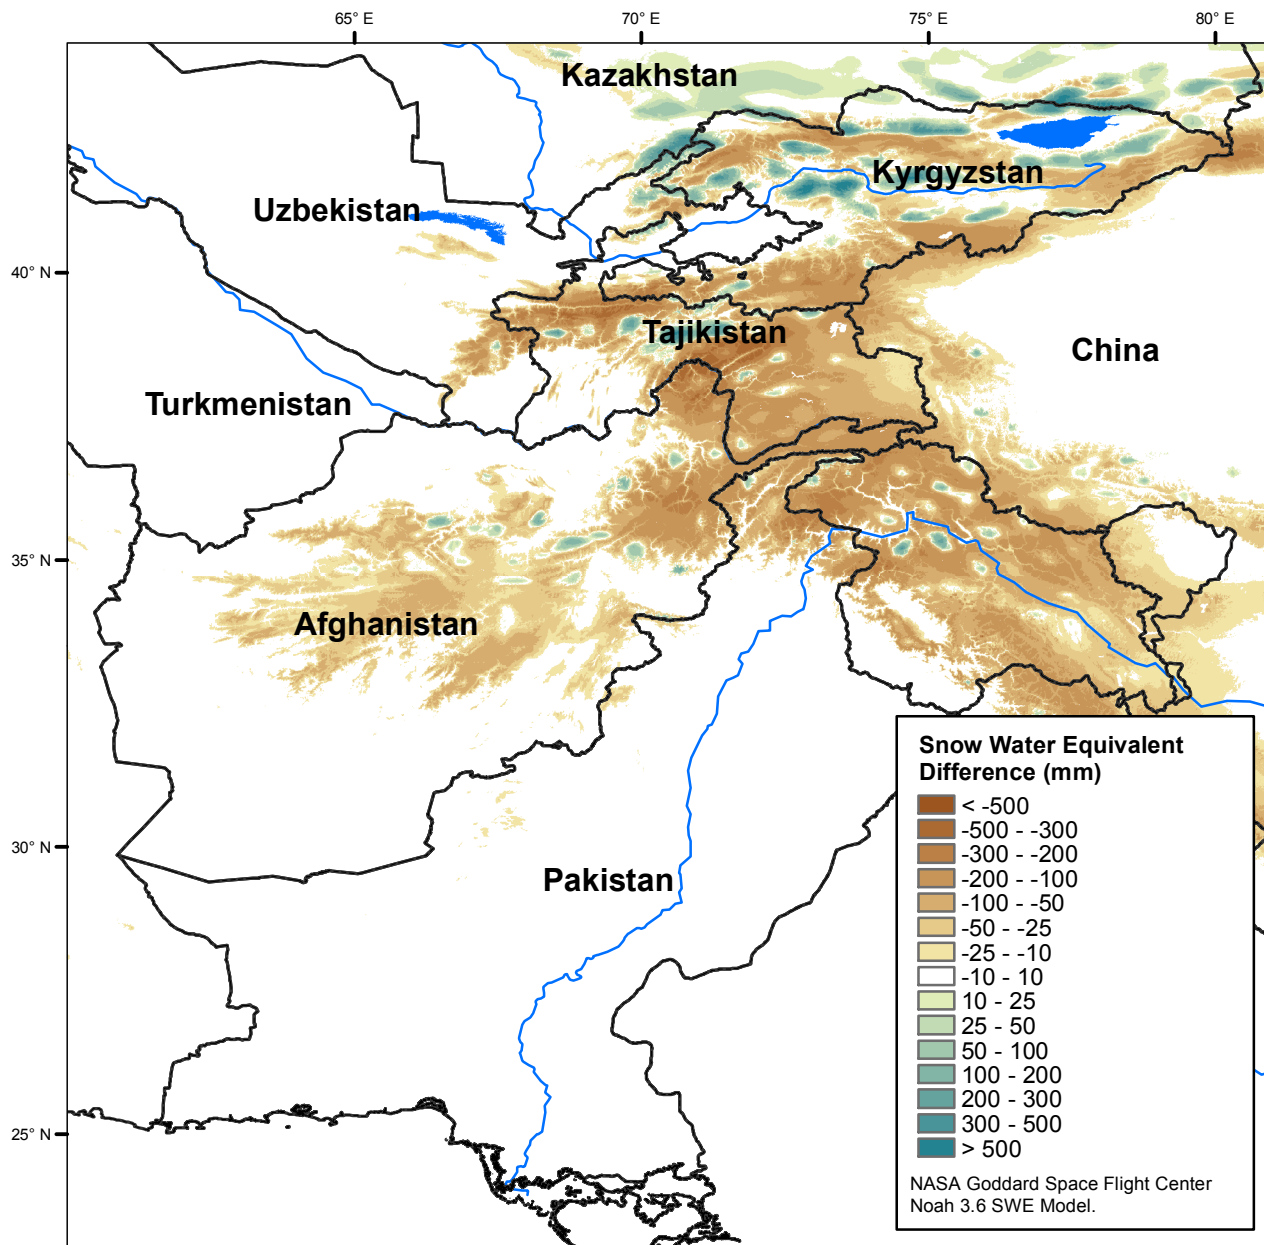 65° E
70° E
75° E
80° E
Kazakhstan
Kyrgyzstan
Uzbekistan
40° N
Tajikistan
China
Turkmenistan
35° N
Afghanistan
30° N
Pakistan
25° N
Snow Water Equivalent
Difference (mm)
< -500
-500 - -300
-300 - -200
-200 - -100
-100 - -50
-50 - -25
-25 - -10
-10 - 10
10 - 25
25 - 50
50 - 100
100 - 200
200 - 300
300 - 500
> 500
NASA Goddard Space Flight Center
Noah 3.6 SWE Model.